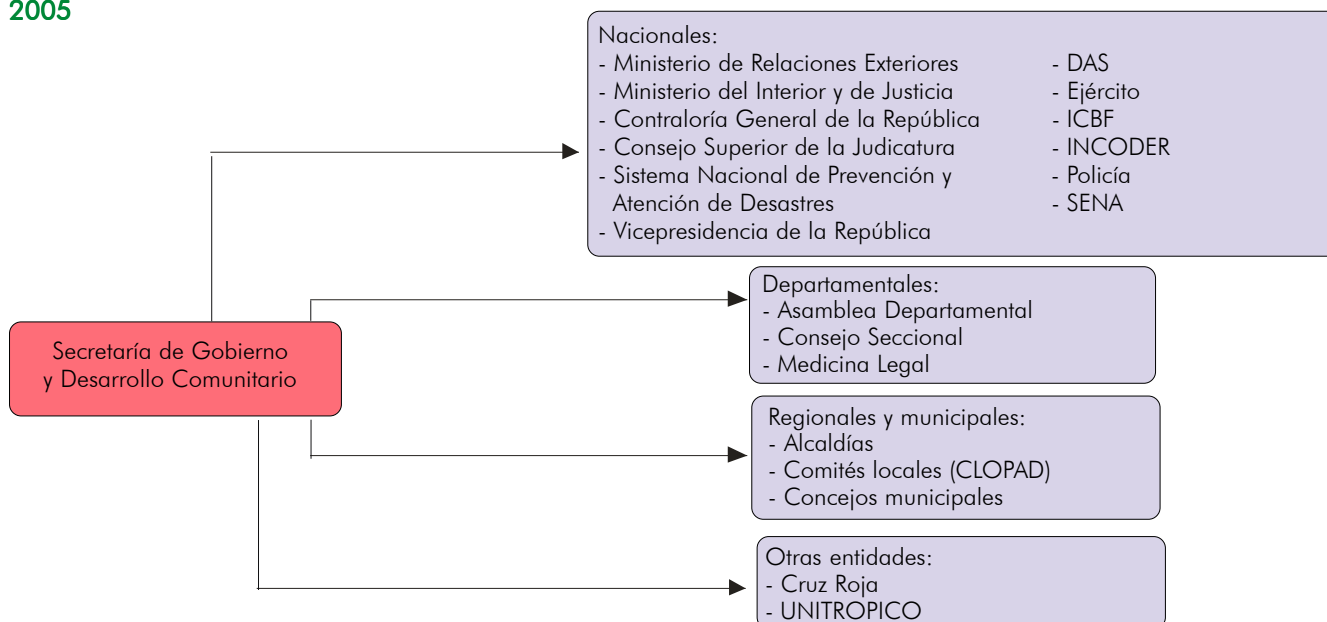 2005
Nacionales:
- Ministerio de Relaciones Exteriores
- Ministerio del Interior y de Justicia
- Contraloría General de la República
- Consejo Superior de la Judicatura
- Sistema Nacional de Prevención y
Atención de Desastres
- Vicepresidencia de la República
- DAS
- Ejército
- ICBF
- INCODER
- Policía
- SENA
Secretaría de Gobierno
y Desarrollo Comunitario
Departamentales:
- Asamblea Departamental
- Consejo Seccional
- Medicina Legal
Regionales y municipales:
- Alcaldías
- Comités locales (CLOPAD)
- Concejos municipales
Otras entidades:
- Cruz Roja
- UNITROPICO